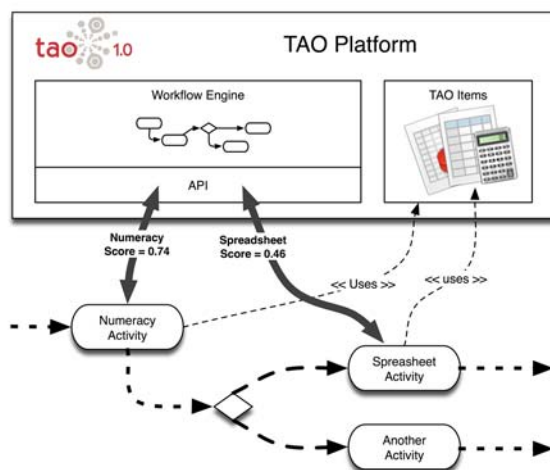 tao 1.0
TAO Platform
Workflow Engine
TAO Items
API
Numeracy
Score = 0.74
Spreadsheet
Score = 0.46
<< Uses >>
<< uses >>
Numeracy
Activity
Spreasheet
Activity
Another
Activity